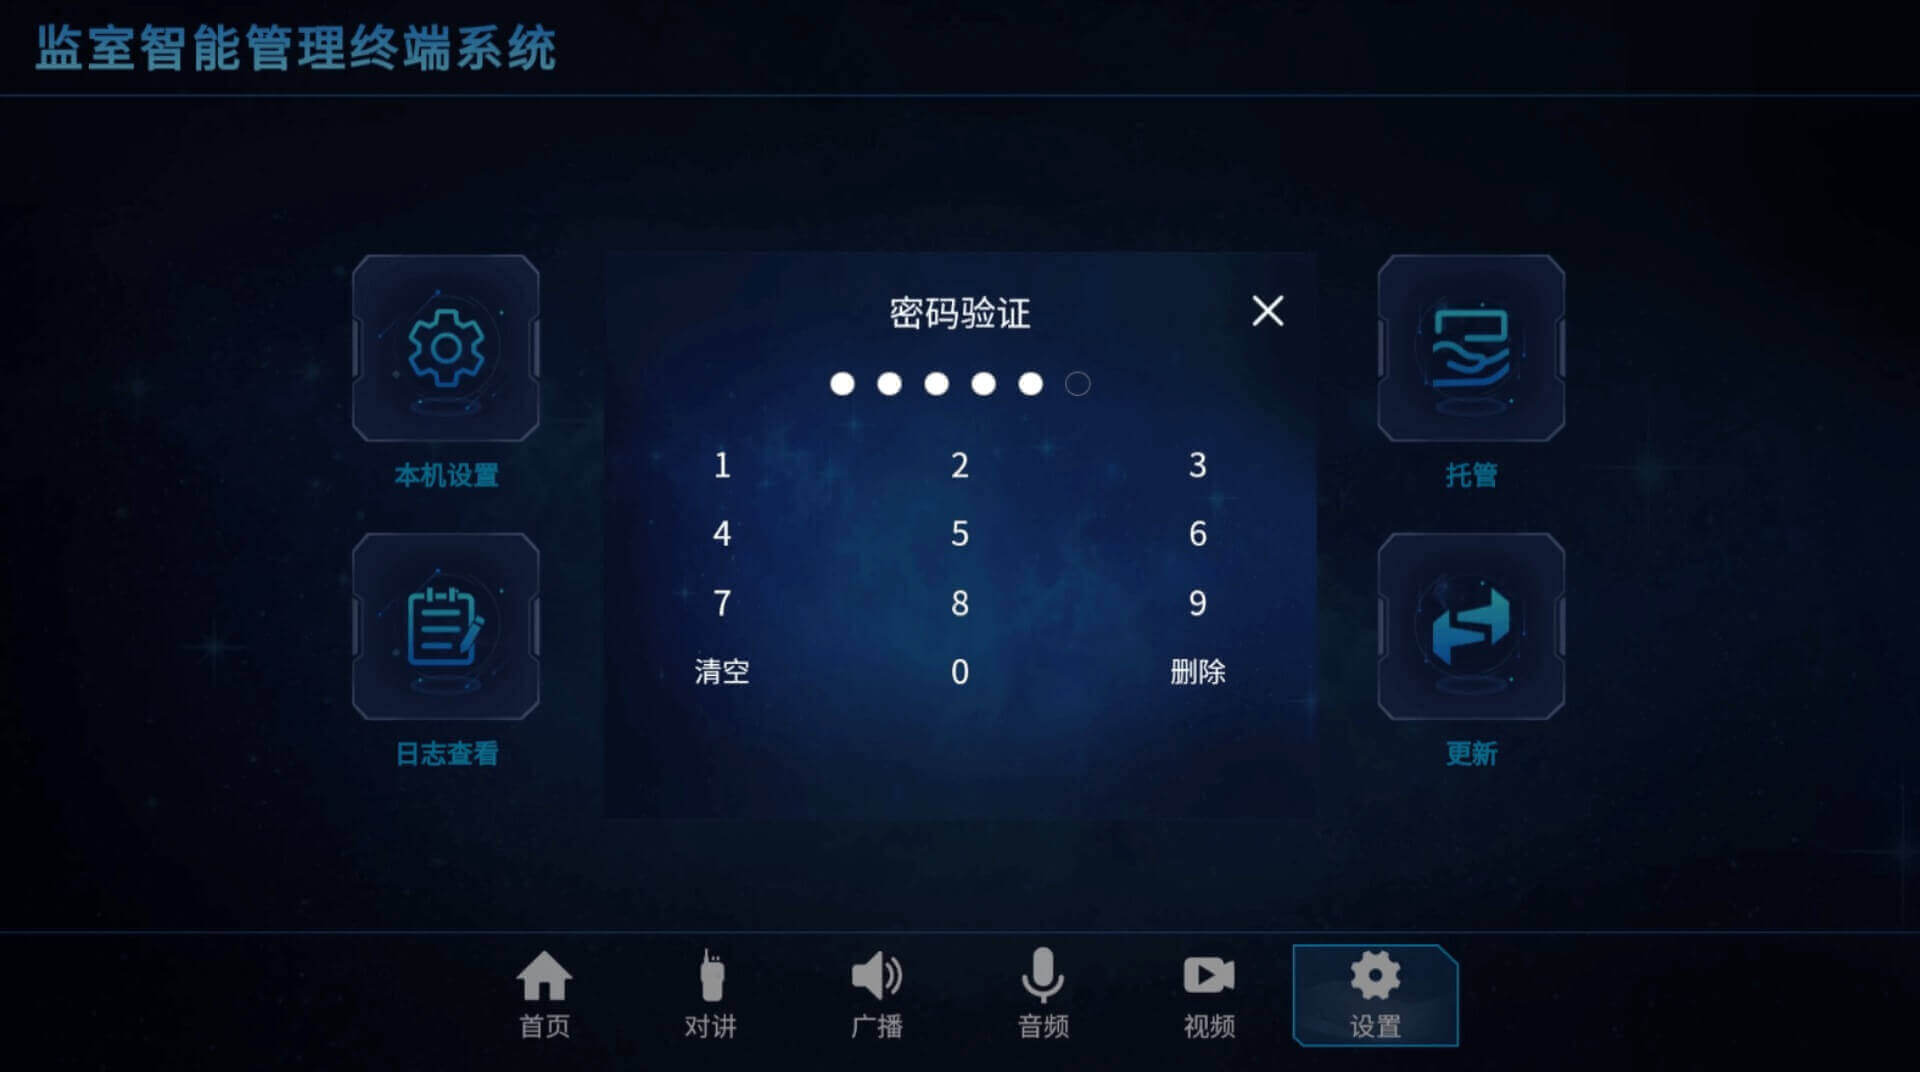 监室智能管理终端系统
密码验证
1 2 3
4 5 6
7 8 9
清空 0 删除
本机设置
托管
日志查看
更新
首页 对讲 广播 音频 视频 设置